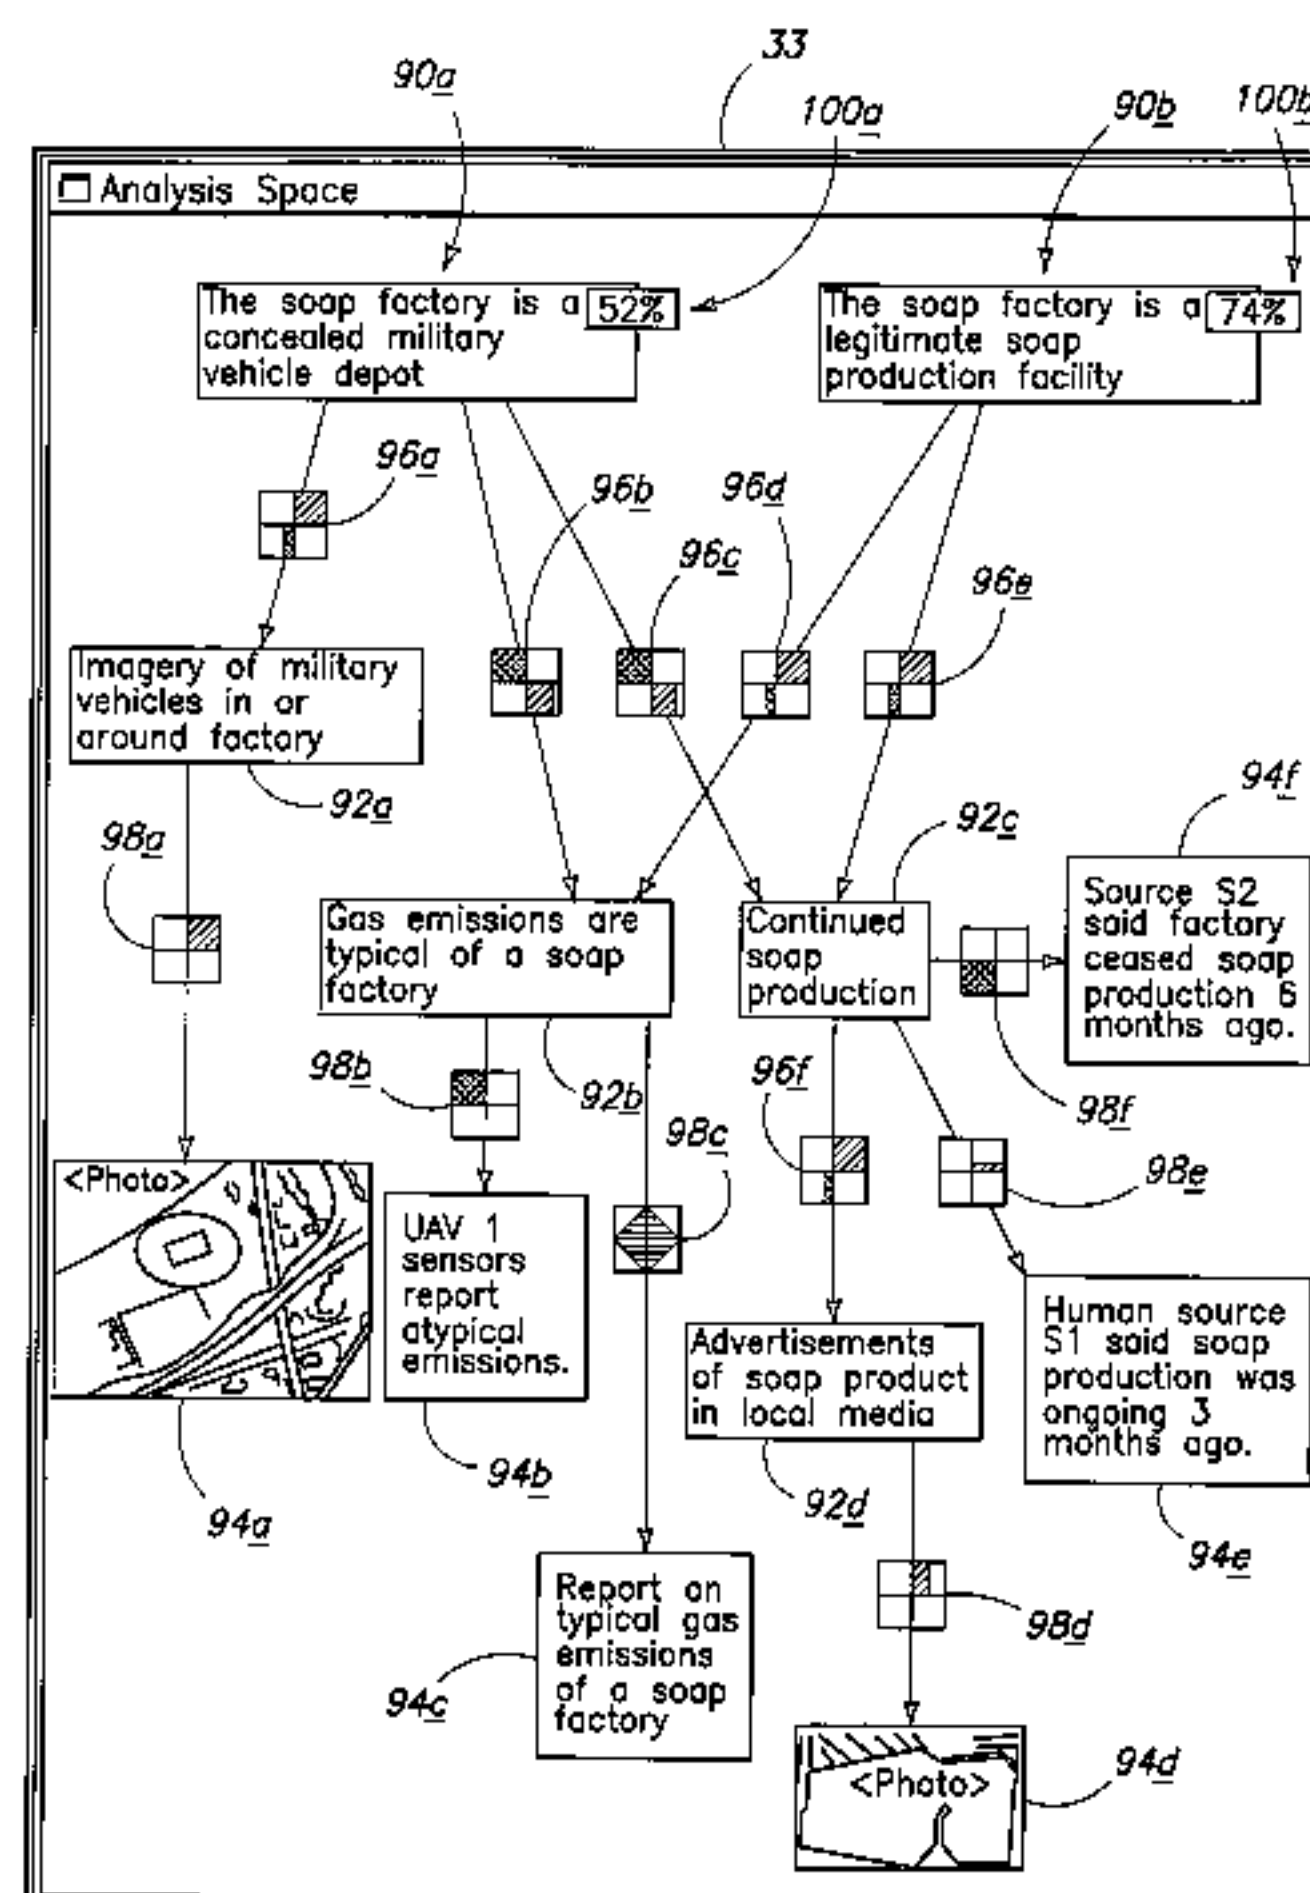 33
90a
100a
90b
100b
Analysis Space
The soap factory is a
concealed military
vehicle depot
52%
The soap factory is a
legitimate soap
production facility
74%
96a
96b
96d
96c
96e
Imagery of military
vehicles in or
around factory
92a
94f
98a
92c
Source S2
said factory
ceased soap
production 6
months ago.
Gas emissions are
typical of a soap
factory
Continued
soap
production
98b
92b
96f
98f
98c
98e
<Photo>
UAV 1
sensors
report
atypical
emissions.
Human source
S1 said soap
production was
ongoing 3
months ago.
Advertisements
of soap product
in local media
94b
92d
94a
94e
Report on
typical gas
emissions
of a soap
factory
98d
94c
<Photo>
94d